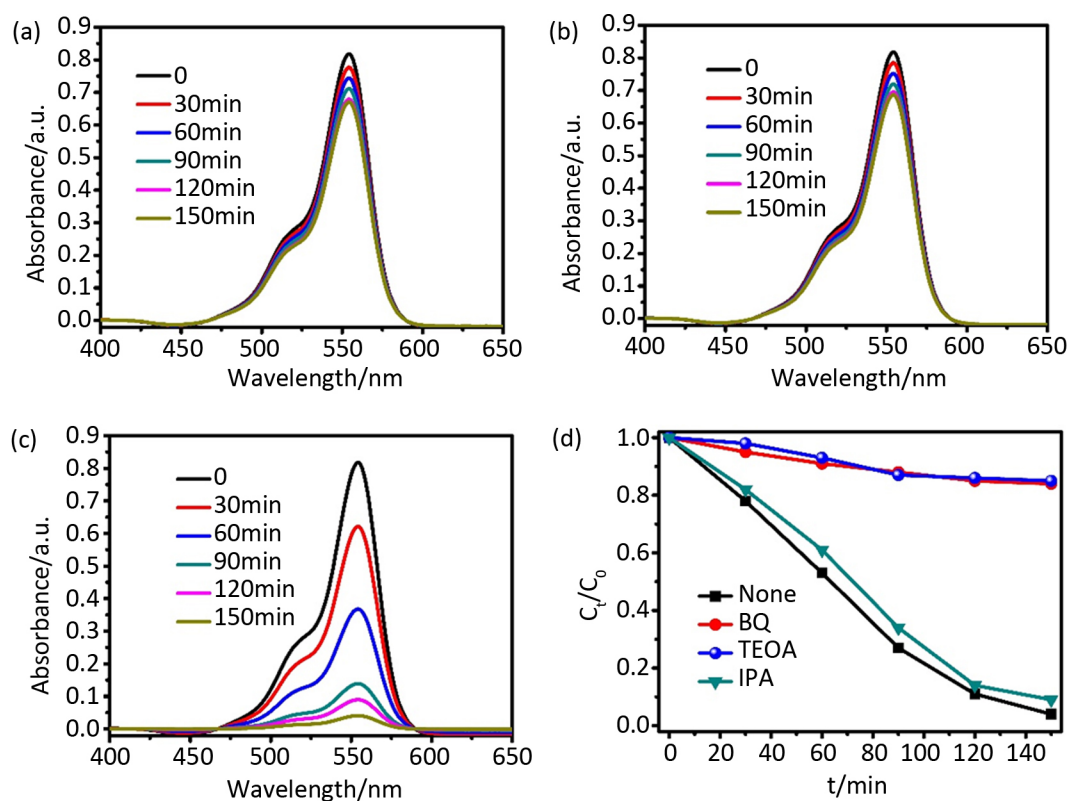 (a)
0.9
0.8
0.7
0.6
0.5
0.4
0.3
0.2
0.1
0.0
Absorbance/a.u.
0
30min
60min
90min
120min
150min
400 450 500 550 600 650
Wavelength/nm
(b)
0.9
0.8
0.7
0.6
0.5
0.4
0.3
0.2
0.1
0.0
Absorbance/a.u.
0
30min
60min
90min
120min
150min
400 450 500 550 600 650
Wavelength/nm
(c)
0.9
0.8
0.7
0.6
0.5
0.4
0.3
0.2
0.1
0.0
Absorbance/a.u.
0
30min
60min
90min
120min
150min
400 450 500 550 600 650
Wavelength/nm
(d)
1.0
0.8
0.6
0.4
0.2
0.0
Cₜ/C₀
None
BQ
TEOA
IPA
0 20 40 60 80 100 120 140
t/min